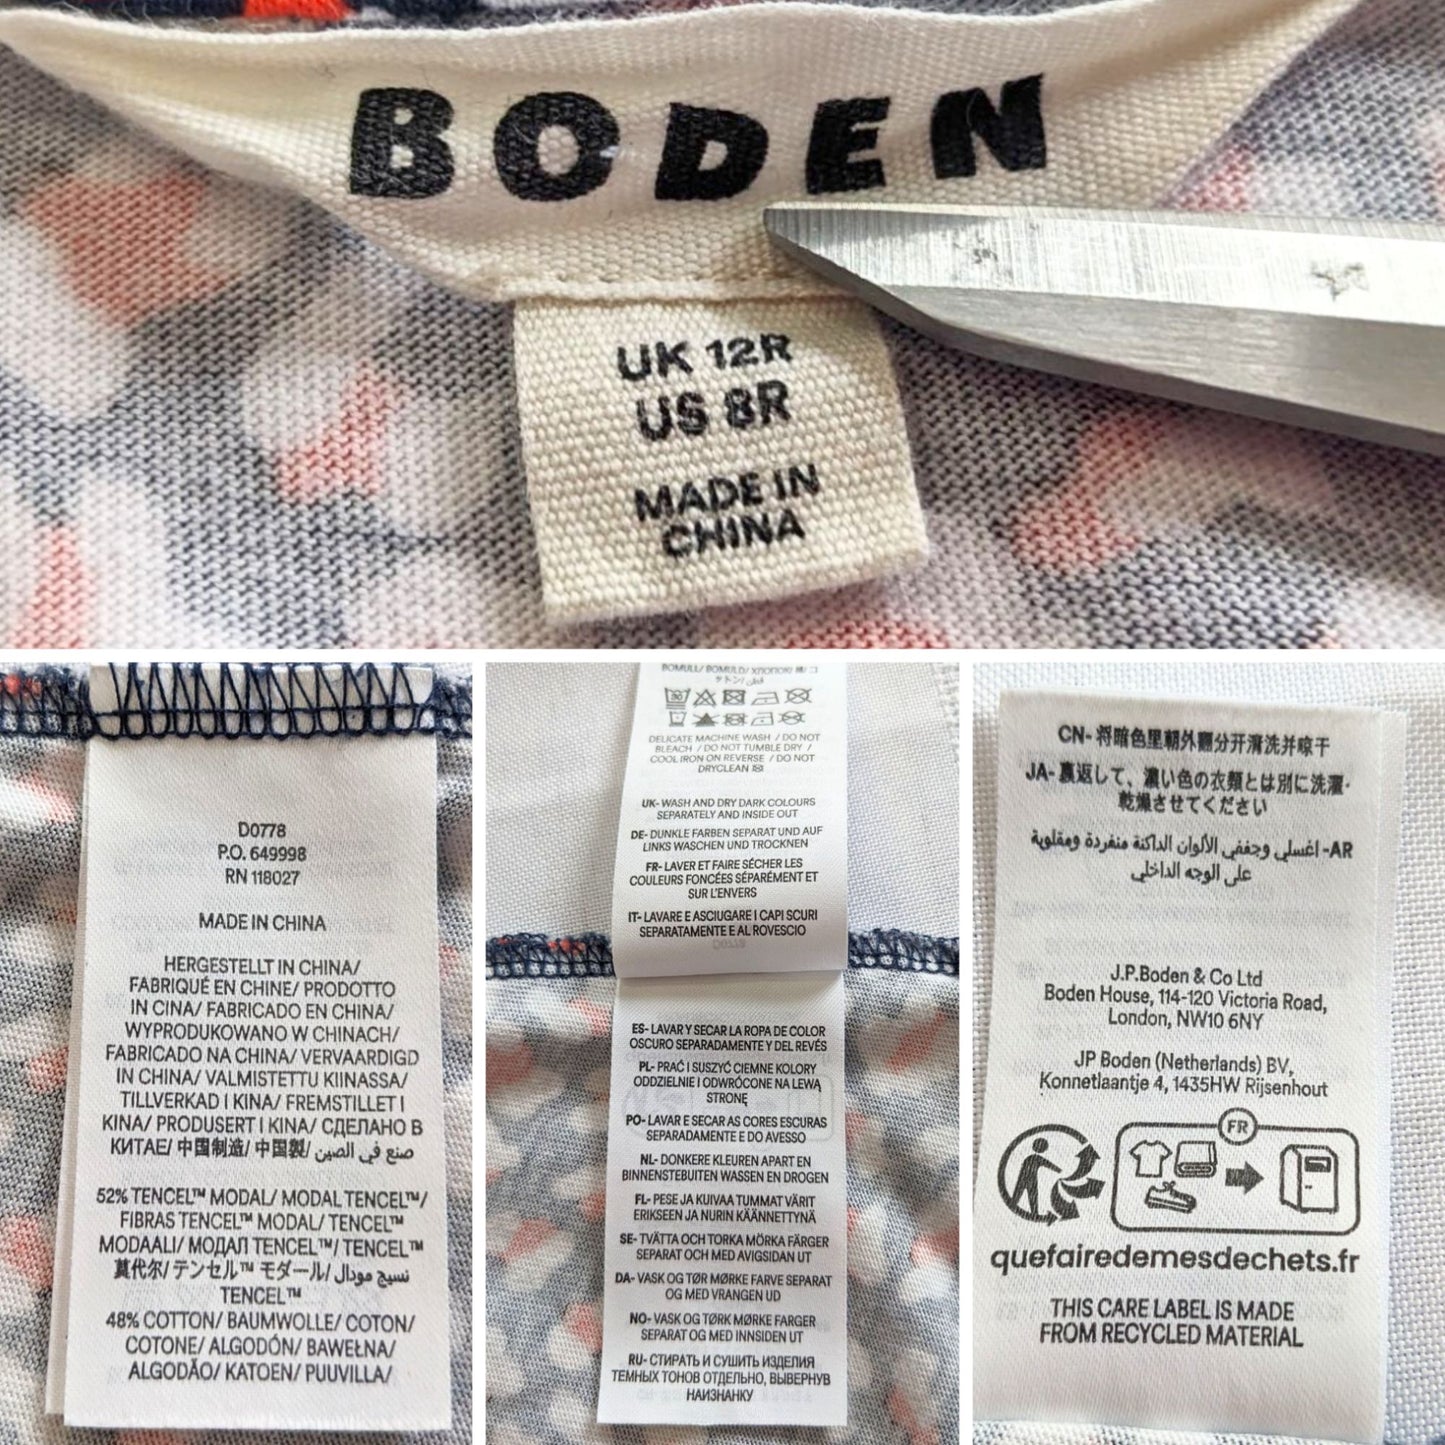 BODEN
UK 12R
US 8R
MADE IN
CHINA
D0778
P.O. 649998
RN 118027
MADE IN CHINA
HERGESTELLT IN CHINA/
FABRIQUÉ EN CHINE/ PRODOTTO
IN CINA/ FABRICADO EN CHINA/
WYPRODUKOWANO W CHINACH/
FABRICADO NA CHINA/ VERVAARDIGD
IN CHINA/ VALMISTETTU KIINASSA/
TILLVERKAD I KINA/ FREMSTILLET I
KINA/ PRODUSERT I KINA/ СДЕЛАНО В
КИТАЕ/ 中国制造/ 中国製/ صنع في الصين
52% TENCEL™ MODAL/ MODAL TENCEL™/
FIBRAS TENCEL™ MODAL/ TENCEL™
MODAALI/ МОДАЛ TENCEL™/ TENCEL™
莫代尔/ テンセル™ モダール/ نسيج مودال
TENCEL™
48% COTTON/ BAUMWOLLE/ COTON/
COTONE/ ALGODÓN/ BAWEŁNA/
ALGODÃO/ KATOEN/ PUUVILLA/
BOMULL/ BOMULD/ ХЛОПОК/ 棉/ コ
ットン/ قطن
30
DELICATE MACHINE WASH / DO NOT
BLEACH / DO NOT TUMBLE DRY /
COOL IRON ON REVERSE / DO NOT
DRYCLEAN
UK- WASH AND DRY DARK COLOURS
SEPARATELY AND INSIDE OUT
DE- DUNKLE FARBEN SEPARAT UND AUF
LINKS WASCHEN UND TROCKNEN
FR- LAVER ET FAIRE SÉCHER LES
COULEURS FONCÉES SÉPARÉMENT ET
SUR L'ENVERS
IT- LAVARE E ASCIUGARE I CAPI SCURI
SEPARATAMENTE E AL ROVESCIO
ES- LAVAR Y SECAR LA ROPA DE COLOR
OSCURO SEPARADAMENTE Y DEL REVÉS
PL- PRAĆ I SUSZYĆ CIEMNE KOLORY
ODDZIELNIE I ODWRÓCONE NA LEWĄ
STRONĘ
PO- LAVAR E SECAR AS CORES ESCURAS
SEPARADAMENTE E DO AVESSO
NL- DONKERE KLEUREN APART EN
BINNENSTEBUITEN WASSEN EN DROGEN
FL- PESE JA KUIVAA TUMMAT VÄRIT
ERIKSEEN JA NURIN KÄÄNNETTYNÄ
SE- TVÄTTA OCH TORKA MÖRKA FÄRGER
SEPARAT OCH MED AVIGSIDAN UT
DA- VASK OG TØR MØRKE FARVE SEPARAT
OG MED VRANGEN UD
NO- VASK OG TØRK MØRKE FARGER
SEPARAT OG MED INNSIDEN UT
RU- СТИРАТЬ И СУШИТЬ ИЗДЕЛИЯ
ТЕМНЫХ ТОНОВ ОТДЕЛЬНО, ВЫВЕРНУВ
НАИЗНАНКУ
CN- 将暗色里朝外翻分开清洗并晾干
JA- 裏返して、濃い色の衣類とは別に洗濯·
乾燥させてください
AR- اغسلي وجففي الألوان الداكنة منفردة ومقلوبة
على الوجه الداخلي
J.P.Boden & Co Ltd
Boden House, 114-120 Victoria Road,
London, NW10 6NY
JP Boden (Netherlands) BV,
Konnetlaantje 4, 1435HW Rijsenhout
FR
quefairedemesdechets.fr
THIS CARE LABEL IS MADE
FROM RECYCLED MATERIAL